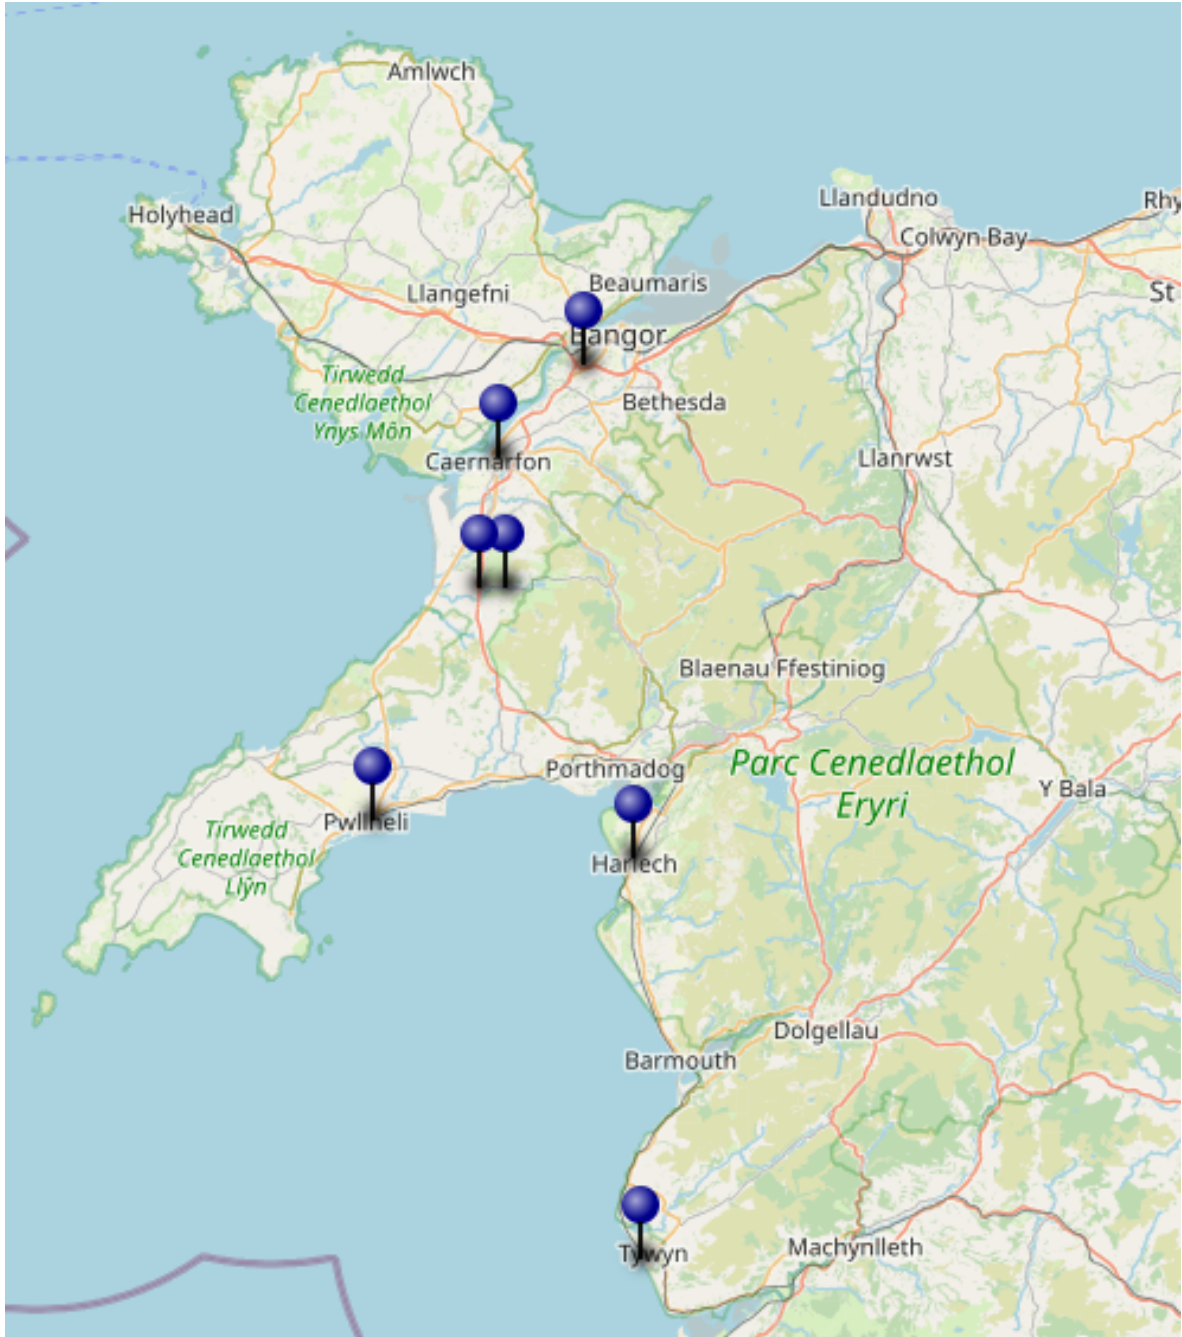 Amlwch
Llandudno
Rhy
Holyhead
Colwyn Bay
Beaumaris
Llangefni
St
Bangor
Tirwedd
Cenedlaethol
Ynys Môn
Bethesda
Caernarfon
Llanrwst
Blaenau Ffestiniog
Porthmadog
Parc Cenedlaethol
Eryri
Y Bala
Pwllheli
Tirwedd
Cenedlaethol
Llŷn
Harlech
Dolgellau
Barmouth
Tywyn
Machynlleth